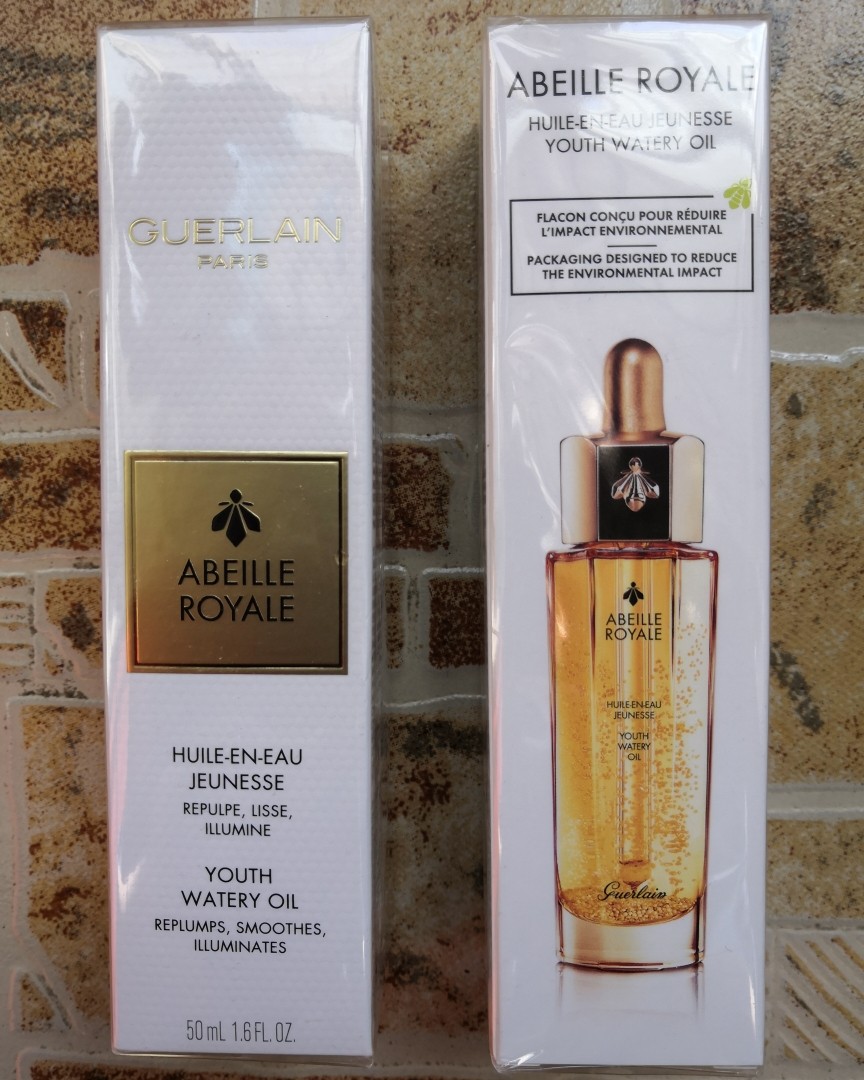 GUERLAIN
PARIS
ABEILLE
ROYALE
HUILE-EN-EAU
JEUNESSE
REPULPE, LISSE,
ILLUMINE
YOUTH
WATERY OIL
REPLUMPS, SMOOTHES,
ILLUMINATES
50 mL 1.6 FL. OZ.
ABEILLE ROYALE
HUILE-EN-EAU JEUNESSE
YOUTH WATERY OIL
FLACON CONÇU POUR RÉDUIRE
L'IMPACT ENVIRONNEMENTAL
PACKAGING DESIGNED TO REDUCE
THE ENVIRONMENTAL IMPACT
ABEILLE
ROYALE
HUILE-EN-EAU
JEUNESSE
YOUTH
WATERY
OIL
Guerlain